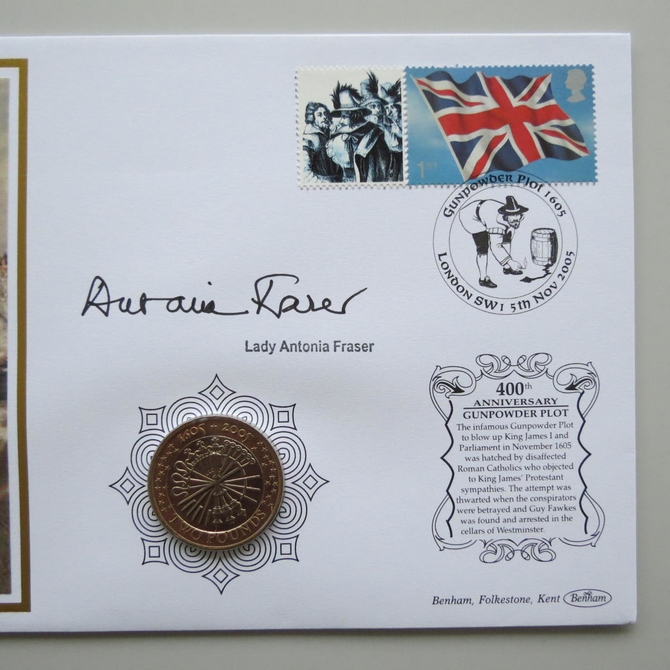 1st
GUNPOWDER PLOT 1605
LONDON SW1 5th NOV 2005
Antonia Fraser
Lady Antonia Fraser
1605 - 2005
TWO POUNDS
400th
ANNIVERSARY
GUNPOWDER PLOT
The infamous Gunpowder Plot
to blow up King James I and
Parliament in November 1605
was hatched by disaffected
Roman Catholics who objected
to King James' Protestant
sympathies. The attempt was
thwarted when the conspirators
were betrayed and Guy Fawkes
was found and arrested in the
cellars of Westminster.
Benham, Folkestone, Kent Benham